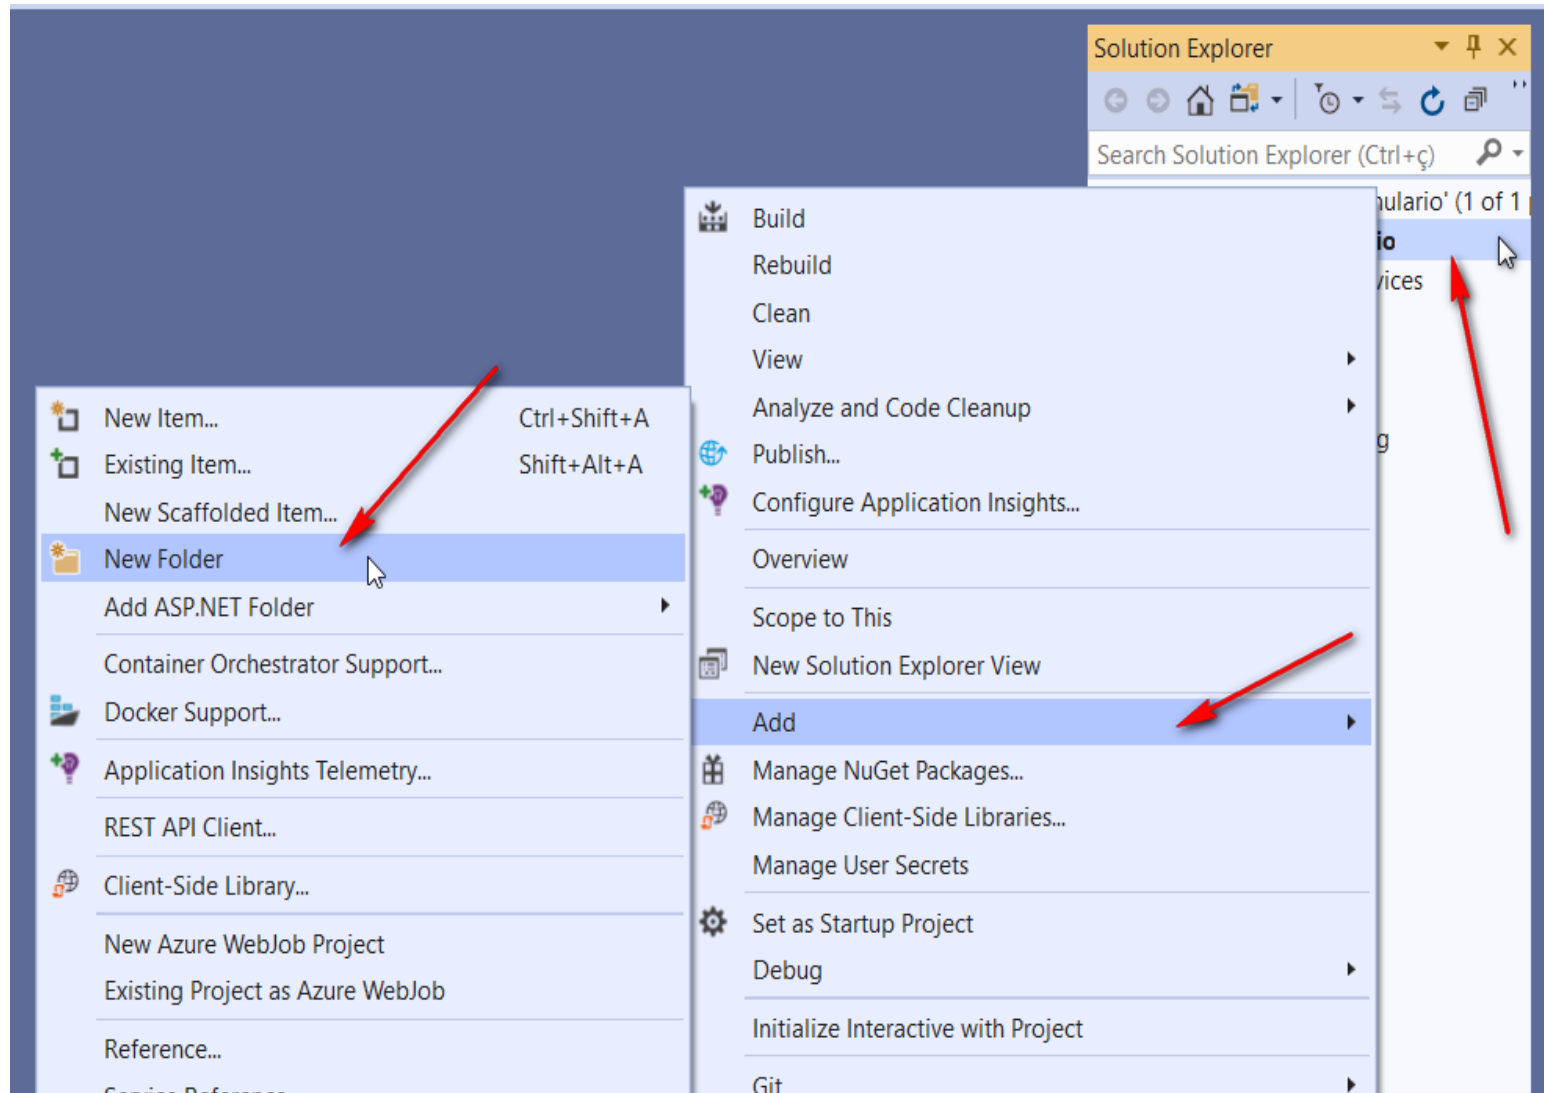 Solution Explorer
Search Solution Explorer (Ctrl+ç)
nulario' (1 of 1
io
vices
g
Build
Rebuild
Clean
View
Analyze and Code Cleanup
Publish...
Configure Application Insights...
Overview
Scope to This
New Solution Explorer View
Add
Manage NuGet Packages...
Manage Client-Side Libraries...
Manage User Secrets
Set as Startup Project
Debug
Initialize Interactive with Project
Git
New Item... Ctrl+Shift+A
Existing Item... Shift+Alt+A
New Scaffolded Item...
New Folder
Add ASP.NET Folder
Container Orchestrator Support...
Docker Support...
Application Insights Telemetry...
REST API Client...
Client-Side Library...
New Azure WebJob Project
Existing Project as Azure WebJob
Reference...